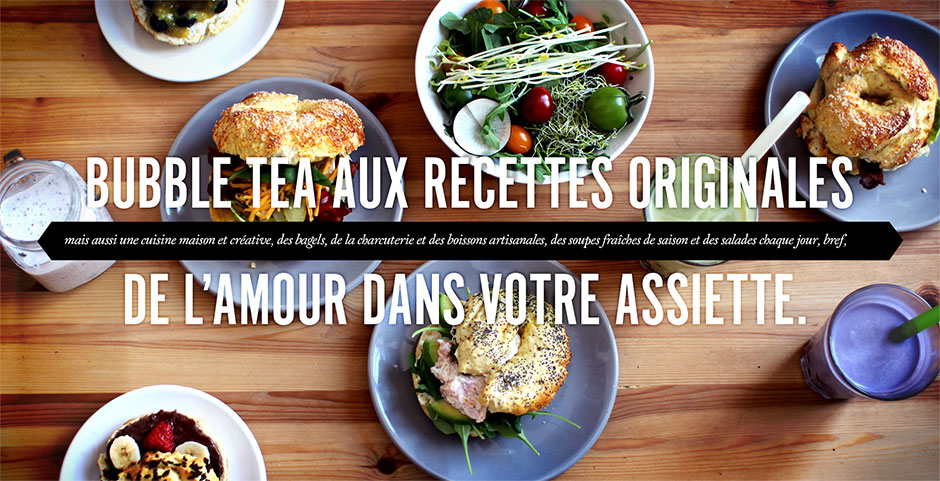 BUBBLE TEA AUX RECETTES ORIGINALES
mais aussi une cuisine maison et créative, des bagels, de la charcuterie et des boissons artisanales, des soupes fraîches de saison et des salades chaque jour, bref,
DE L'AMOUR DANS VOTRE ASSIETTE.